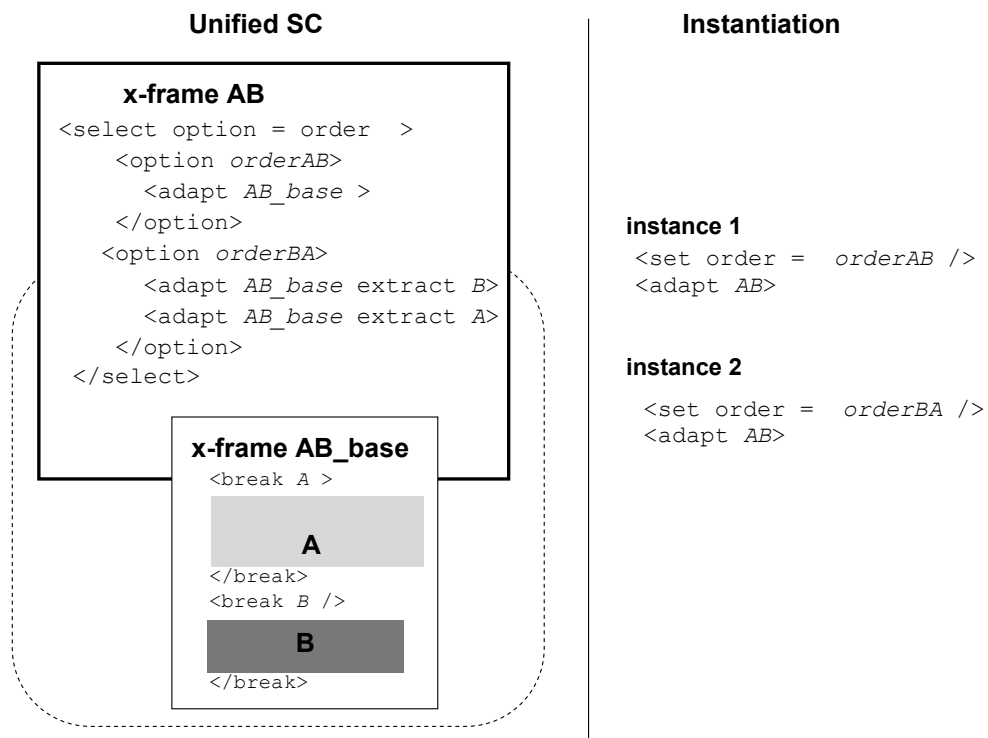 Unified SC
x-frame AB
<select option = order >
<option orderAB>
<adapt AB_base >
</option>
<option orderBA>
<adapt AB_base extract B>
<adapt AB_base extract A>
</option>
</select>
x-frame AB_base
<break A >
A
</break>
<break B />
B
</break>
Instantiation
instance 1
<set order = orderAB />
<adapt AB>
instance 2
<set order = orderBA />
<adapt AB>